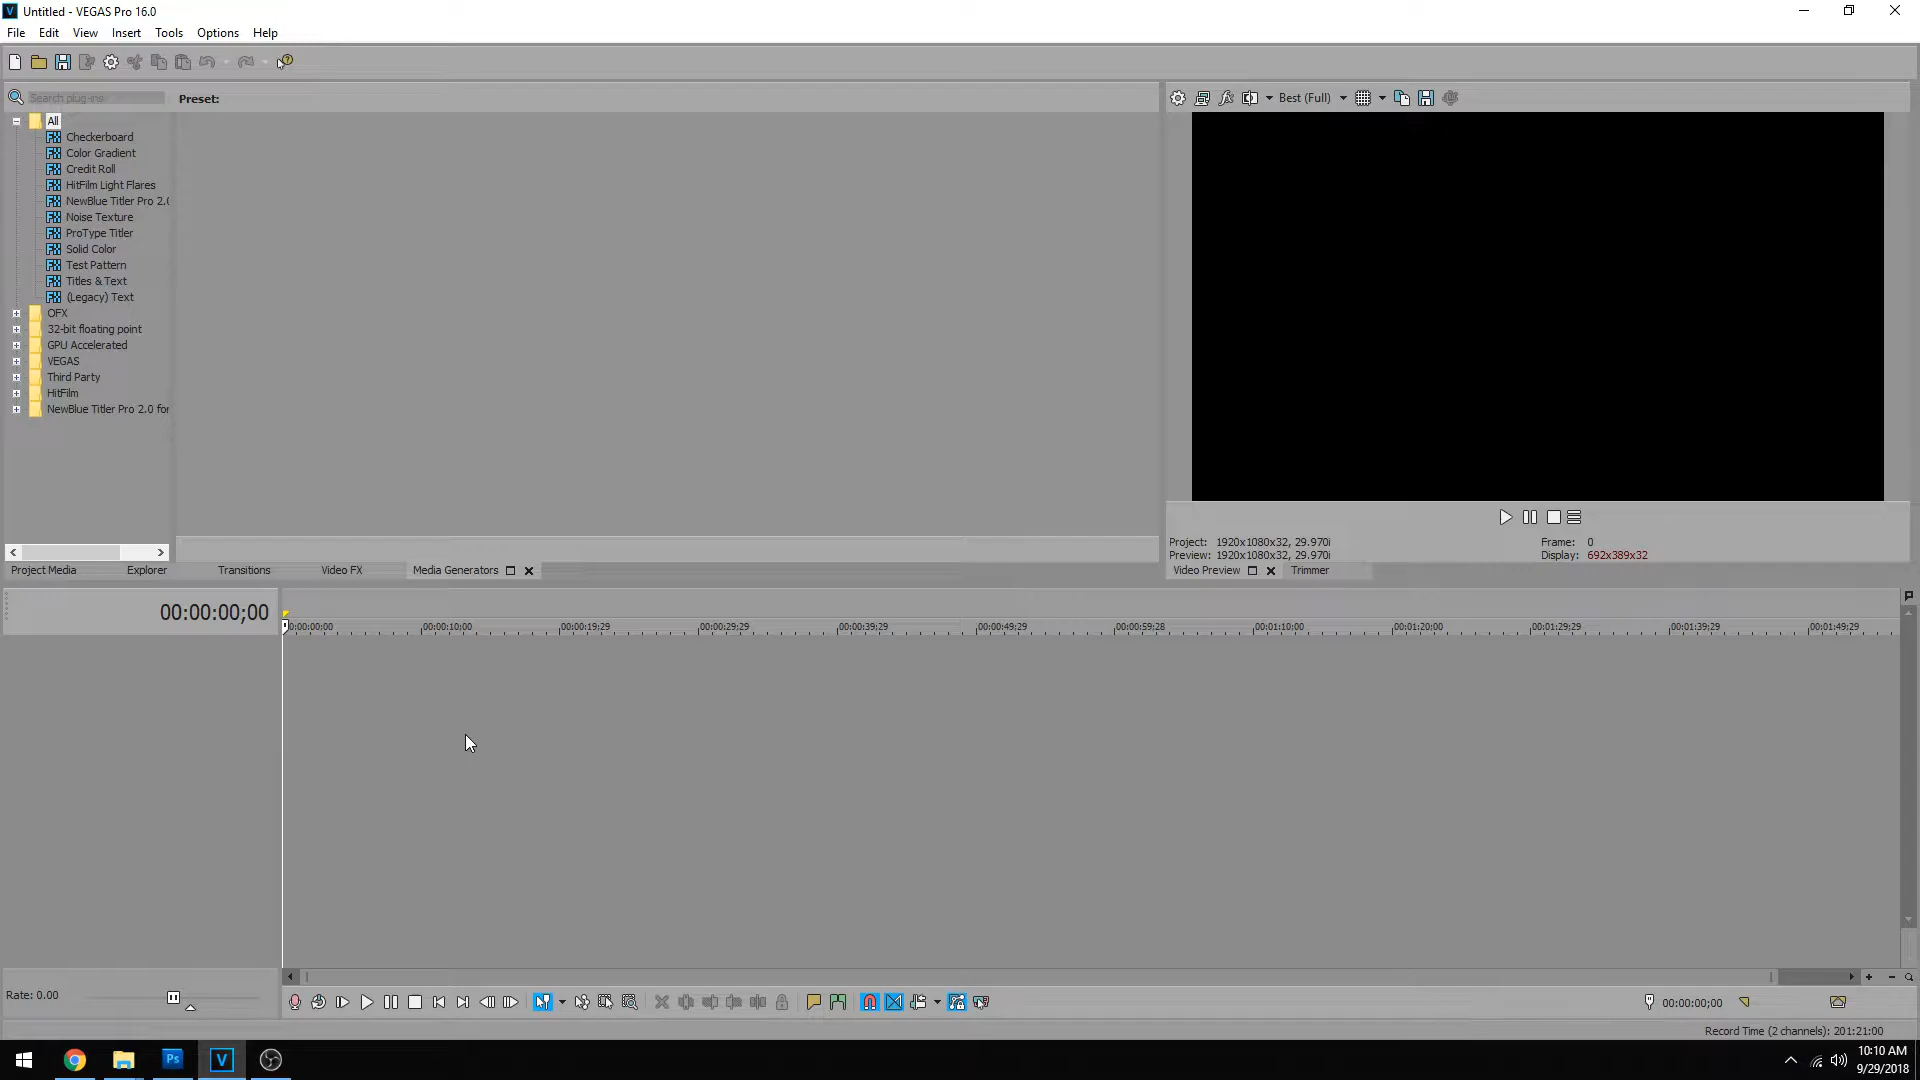 Untitled - VEGAS Pro 16.0
File Edit View Insert Tools Options Help
Search plug-ins
Preset:
Best (Full)
All
Checkerboard
Color Gradient
Credit Roll
HitFilm Light Flares
NewBlue Titler Pro 2.0
Noise Texture
ProType Titler
Solid Color
Test Pattern
Titles & Text
(Legacy) Text
OFX
32-bit floating point
GPU Accelerated
VEGAS
Third Party
HitFilm
NewBlue Titler Pro 2.0 for
Project: 1920x1080x32, 29.970i Frame: 0
Preview: 1920x1080x32, 29.970i Display: 692x389x32
Project Media Explorer Transitions Video FX Media Generators
Video Preview Trimmer
00:00:00;00
0:00:00;00 00:00:10;00 00:00:19;29 00:00:29;29 00:00:39;29 00:00:49;29 00:00:59;28 00:01:10;00 00:01:20;00 00:01:29;29 00:01:39;29 00:01:49;29
Rate: 0.00
00:00:00;00
Record Time (2 channels): 201:21:00
Ps V
10:10 AM
9/29/2018